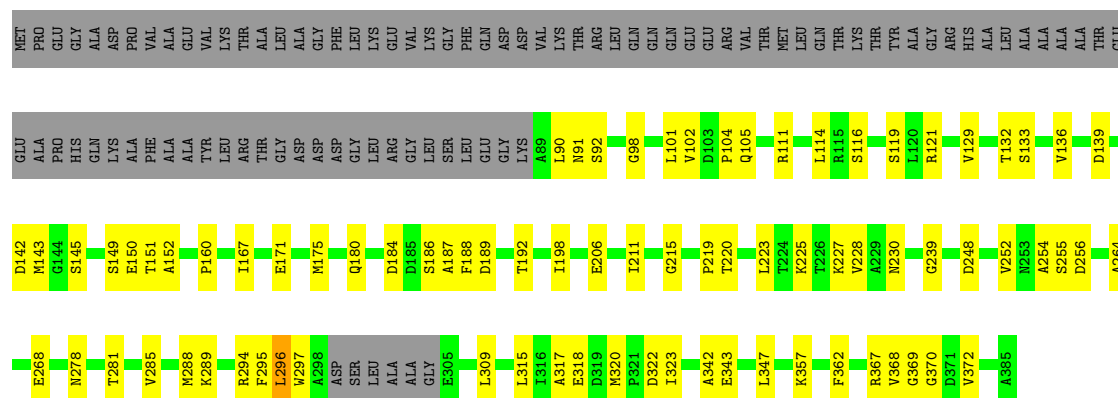 MET PRO GLU GLY ALA ASP PRO VAL ALA GLU VAL LYS THR ALA LEU ALA GLY PHE LEU LYS GLU VAL LYS GLY PHE GLN ASP ASP VAL LYS THR ARG LEU GLN GLN GLN GLU GLU ARG VAL THR MET LEU GLN THR LYS THR TYR ALA GLY ARG HIS ALA LEU ALA ALA ALA ALA THR GLU
GLU ALA PRO HIS GLN LYS ALA PHE ALA ALA TYR LEU ARG THR GLY ASP ASP ASP GLY LEU ARG GLY LEU SER LEU GLU GLY LYS A89 L90 N91 S92 G98 L101 V102 D103 P104 Q105 R111 L114 R115 S116 S119 L120 R121 V129 T132 S133 V136 D139
D142 M143 G144 S145 S149 E150 T151 A152 P160 I167 E171 M175 Q180 D184 D185 S186 A187 F188 D189 T192 I198 E206 I211 G215 P219 T220 L223 T224 K225 T226 K227 V228 A229 N230 G239 D248 V252 N253 A254 S255 D256 A264
E268 N278 T281 V285 M288 K289 R294 F295 L296 W297 A298 ASP SER LEU ALA ALA GLY E305 L309 L315 I316 A317 E318 D319 M320 P321 D322 I323 A342 E343 L347 K357 F362 R367 V368 G369 G370 D371 V372 A385